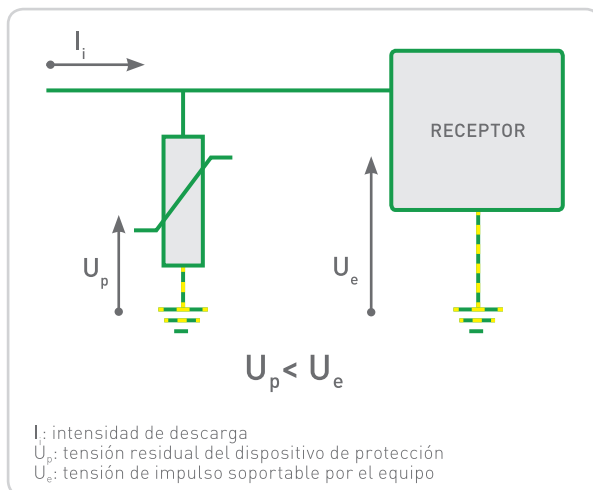 Ii
RECEPTOR
Up
Ue
Up< Ue
Ii: intensidad de descarga
Up: tensión residual del dispositivo de protección
Ue: tensión de impulso soportable por el equipo